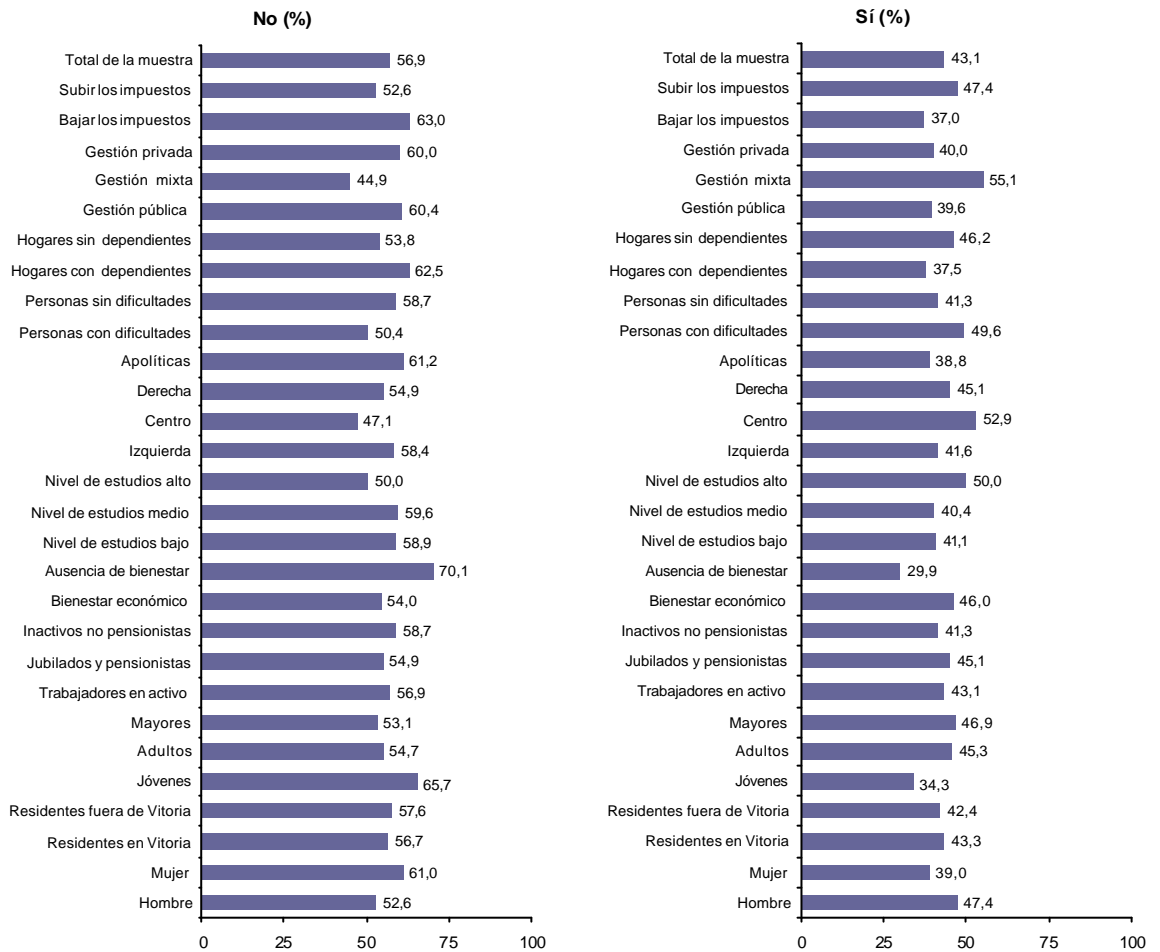 No (%)
Total de la muestra 56,9
Subir los impuestos 52,6
Bajar los impuestos 63,0
Gestión privada 60,0
Gestión mixta 44,9
Gestión pública 60,4
Hogares sin dependientes 53,8
Hogares con dependientes 62,5
Personas sin dificultades 58,7
Personas con dificultades 50,4
Apolíticas 61,2
Derecha 54,9
Centro 47,1
Izquierda 58,4
Nivel de estudios alto 50,0
Nivel de estudios medio 59,6
Nivel de estudios bajo 58,9
Ausencia de bienestar 70,1
Bienestar económico 54,0
Inactivos no pensionistas 58,7
Jubilados y pensionistas 54,9
Trabajadores en activo 56,9
Mayores 53,1
Adultos 54,7
Jóvenes 65,7
Residentes fuera de Vitoria 57,6
Residentes en Vitoria 56,7
Mujer 61,0
Hombre 52,6
0 25 50 75 100
Sí (%)
Total de la muestra 43,1
Subir los impuestos 47,4
Bajar los impuestos 37,0
Gestión privada 40,0
Gestión mixta 55,1
Gestión pública 39,6
Hogares sin dependientes 46,2
Hogares con dependientes 37,5
Personas sin dificultades 41,3
Personas con dificultades 49,6
Apolíticas 38,8
Derecha 45,1
Centro 52,9
Izquierda 41,6
Nivel de estudios alto 50,0
Nivel de estudios medio 40,4
Nivel de estudios bajo 41,1
Ausencia de bienestar 29,9
Bienestar económico 46,0
Inactivos no pensionistas 41,3
Jubilados y pensionistas 45,1
Trabajadores en activo 43,1
Mayores 46,9
Adultos 45,3
Jóvenes 34,3
Residentes fuera de Vitoria 42,4
Residentes en Vitoria 43,3
Mujer 39,0
Hombre 47,4
0 25 50 75 100